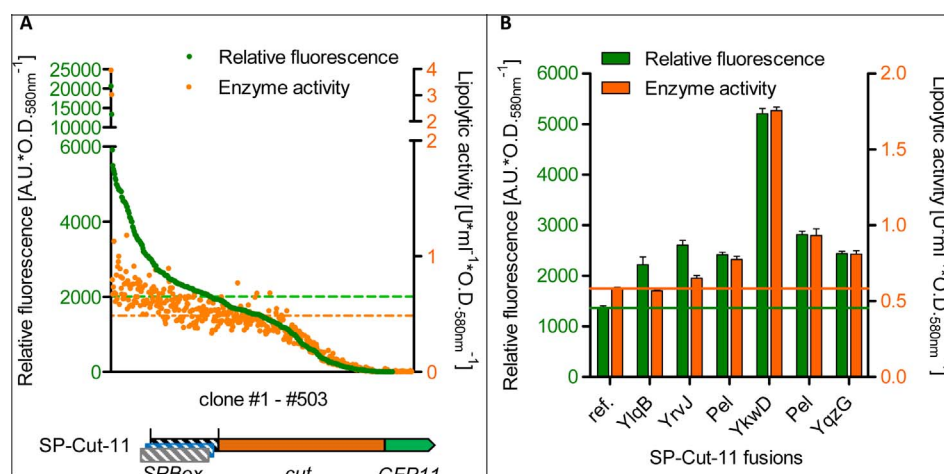 A
Relative fluorescence
Enzyme activity
Relative fluorescence [A.U.*O.D.-580nm-1]
25000
20000
15000
10000
6000
4000
2000
0
4
3
2
2
1
0
Lipolytic activity [U*ml-1*O.D.-580nm-1]
clone #1 - #503
SP-Cut-11
SPBox cut GFP11
B
Relative fluorescence
Enzyme activity
Relative fluorescence [A.U.*O.D.-580nm-1]
6000
5000
4000
3000
2000
1000
0
2.0
1.5
1.0
0.5
0.0
Lipolytic activity [U*ml-1*O.D.-580nm-1]
ref. YlqB YrvJ Pel YkwD Pel YqzG
SP-Cut-11 fusions